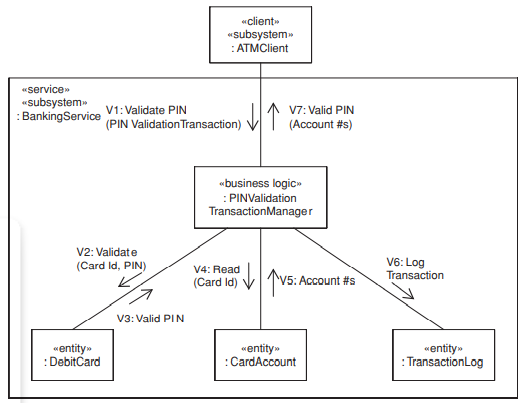 «client»
«subsystem»
: ATMClient
«service»
«subsystem»
: BankingService
V1: Validate PIN
(PIN ValidationTransaction)
V7: Valid PIN
(Account #s)
«business logic»
: PINValidation
TransactionManager
V2: Validate
(Card Id, PIN)
V3: Valid PIN
V4: Read
(Card Id)
V5: Account #s
V6: Log
Transaction
«entity»
: DebitCard
«entity»
: CardAccount
«entity»
: TransactionLog